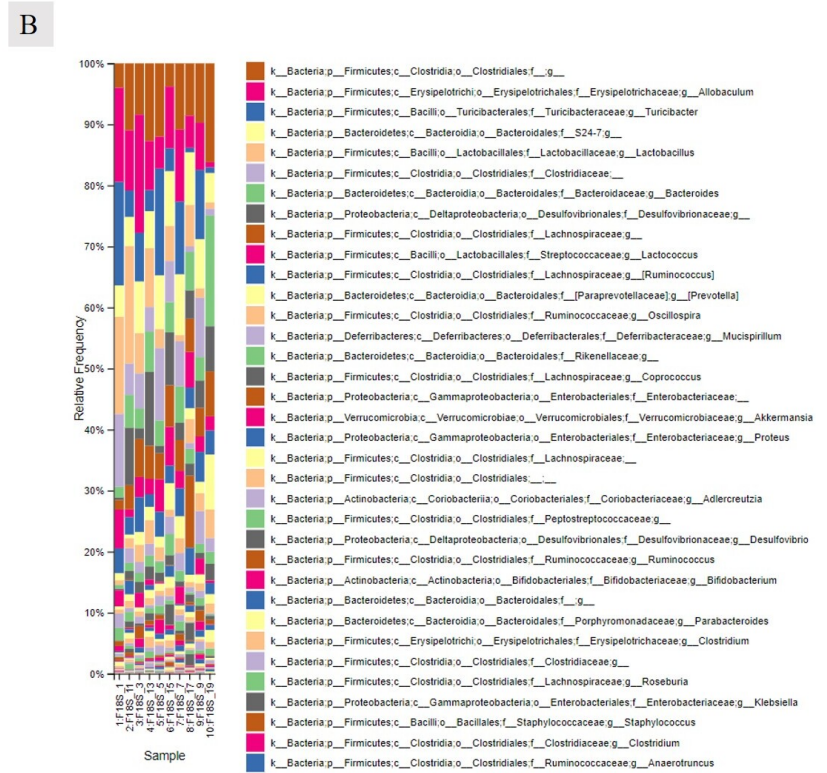 B
100%
90%
80%
70%
60%
50%
40%
30%
20%
10%
0%
Relative Frequency
1:F18S_1
2:F18S_11
3:F18S_3
4:F18S_13
5:F18S_5
6:F18S_15
7:F18S_7
8:F18S_17
9:F18S_9
10:F18S_19
Sample
k__Bacteria;p__Firmicutes;c__Clostridia;o__Clostridiales;f__;g__
k__Bacteria;p__Firmicutes;c__Erysipelotrichi;o__Erysipelotrichales;f__Erysipelotrichaceae;g__Allobaculum
k__Bacteria;p__Firmicutes;c__Bacilli;o__Turicibacterales;f__Turicibacteraceae;g__Turicibacter
k__Bacteria;p__Bacteroidetes;c__Bacteroidia;o__Bacteroidales;f__S24-7;g__
k__Bacteria;p__Firmicutes;c__Bacilli;o__Lactobacillales;f__Lactobacillaceae;g__Lactobacillus
k__Bacteria;p__Firmicutes;c__Clostridia;o__Clostridiales;f__Clostridiaceae;__
k__Bacteria;p__Bacteroidetes;c__Bacteroidia;o__Bacteroidales;f__Bacteroidaceae;g__Bacteroides
k__Bacteria;p__Proteobacteria;c__Deltaproteobacteria;o__Desulfovibrionales;f__Desulfovibrionaceae;g__
k__Bacteria;p__Firmicutes;c__Clostridia;o__Clostridiales;f__Lachnospiraceae;g__
k__Bacteria;p__Firmicutes;c__Bacilli;o__Lactobacillales;f__Streptococcaceae;g__Lactococcus
k__Bacteria;p__Firmicutes;c__Clostridia;o__Clostridiales;f__Lachnospiraceae;g__[Ruminococcus]
k__Bacteria;p__Bacteroidetes;c__Bacteroidia;o__Bacteroidales;f__[Paraprevotellaceae];g__[Prevotella]
k__Bacteria;p__Firmicutes;c__Clostridia;o__Clostridiales;f__Ruminococcaceae;g__Oscillospira
k__Bacteria;p__Deferribacteres;c__Deferribacteres;o__Deferribacterales;f__Deferribacteraceae;g__Mucispirillum
k__Bacteria;p__Bacteroidetes;c__Bacteroidia;o__Bacteroidales;f__Rikenellaceae;g__
k__Bacteria;p__Firmicutes;c__Clostridia;o__Clostridiales;f__Lachnospiraceae;g__Coprococcus
k__Bacteria;p__Proteobacteria;c__Gammaproteobacteria;o__Enterobacteriales;f__Enterobacteriaceae;__
k__Bacteria;p__Verrucomicrobia;c__Verrucomicrobiae;o__Verrucomicrobiales;f__Verrucomicrobiaceae;g__Akkermansia
k__Bacteria;p__Proteobacteria;c__Gammaproteobacteria;o__Enterobacteriales;f__Enterobacteriaceae;g__Proteus
k__Bacteria;p__Firmicutes;c__Clostridia;o__Clostridiales;f__Lachnospiraceae;__
k__Bacteria;p__Firmicutes;c__Clostridia;o__Clostridiales;__;__
k__Bacteria;p__Actinobacteria;c__Coriobacteriia;o__Coriobacteriales;f__Coriobacteriaceae;g__Adlercreutzia
k__Bacteria;p__Firmicutes;c__Clostridia;o__Clostridiales;f__Peptostreptococcaceae;g__
k__Bacteria;p__Proteobacteria;c__Deltaproteobacteria;o__Desulfovibrionales;f__Desulfovibrionaceae;g__Desulfovibrio
k__Bacteria;p__Firmicutes;c__Clostridia;o__Clostridiales;f__Ruminococcaceae;g__Ruminococcus
k__Bacteria;p__Actinobacteria;c__Actinobacteria;o__Bifidobacteriales;f__Bifidobacteriaceae;g__Bifidobacterium
k__Bacteria;p__Bacteroidetes;c__Bacteroidia;o__Bacteroidales;f__;g__
k__Bacteria;p__Bacteroidetes;c__Bacteroidia;o__Bacteroidales;f__Porphyromonadaceae;g__Parabacteroides
k__Bacteria;p__Firmicutes;c__Erysipelotrichi;o__Erysipelotrichales;f__Erysipelotrichaceae;g__Clostridium
k__Bacteria;p__Firmicutes;c__Clostridia;o__Clostridiales;f__Clostridiaceae;g__
k__Bacteria;p__Firmicutes;c__Clostridia;o__Clostridiales;f__Lachnospiraceae;g__Roseburia
k__Bacteria;p__Proteobacteria;c__Gammaproteobacteria;o__Enterobacteriales;f__Enterobacteriaceae;g__Klebsiella
k__Bacteria;p__Firmicutes;c__Bacilli;o__Bacillales;f__Staphylococcaceae;g__Staphylococcus
k__Bacteria;p__Firmicutes;c__Clostridia;o__Clostridiales;f__Clostridiaceae;g__Clostridium
k__Bacteria;p__Firmicutes;c__Clostridia;o__Clostridiales;f__Ruminococcaceae;g__Anaerotruncus